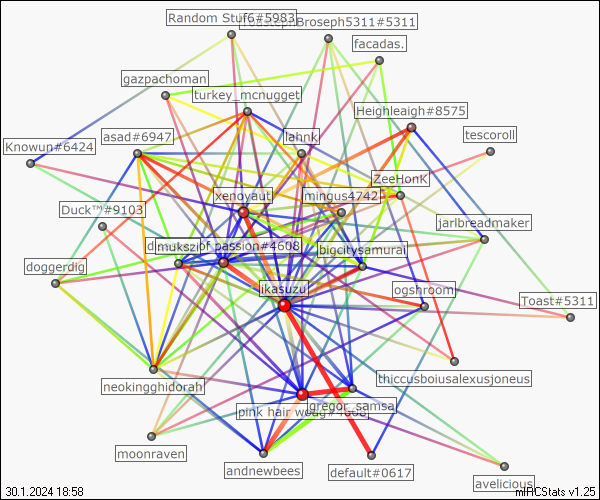 Random Stuf6#5983
Broseph5311#5311
facadas.
gazpachoman
turkey_mcnugget
Heighleaigh#8575
asad#6947
lahnk
tescoroll
Knowun#6424
ZeeHonk
xenoyaut
mingus4742
Duck™#9103
jarlbreadmaker
mukszi
of passion#4608
bigcitysamurai
doggerdig
ikasuzu
ogshroom
Toast#5311
thiccusboiusalexusjoneus
neokingghidorah
gregor_samsa
pink hair
moonraven
andnewbees
default#0617
avelicious
30.1.2024 18:58
mIRCStats v1.25